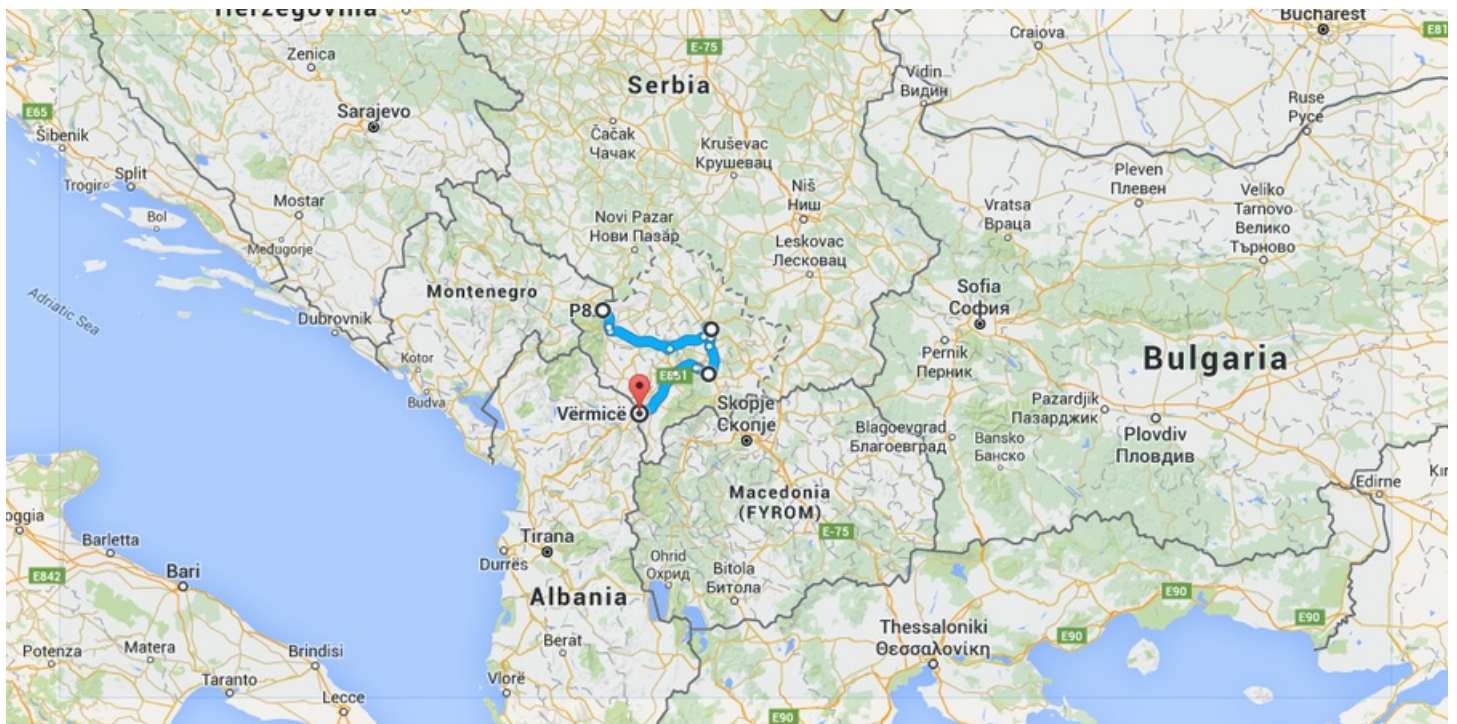 Herzegovina
Bucharest
Craiova
E-75
E81
Zenica
Vidin
Видин
Serbia
Ruse
Русе
E65
Sarajevo
Šibenik
Čačak
Чачак
Kruševac
Крушевац
Pleven
Плевен
Trogir
Split
Niš
Ниш
Veliko
Tarnovo
Велико
Търново
Mostar
Vratsa
Враца
Bol
Novi Pazar
Нови Пазар
Međugorje
Leskovac
Лесковац
Sofia
София
Adriatic Sea
Montenegro
P8
Dubrovnik
Pernik
Перник
Bulgaria
Kotor
E851
Budva
Vërmicë
Skopje
Скопје
Pazardjik
Пазарджик
Blagoevgrad
Благоевград
Bansko
Банско
Plovdiv
Пловдив
Edirne
Macedonia
(FYROM)
oggia
E-75
Barletta
Tirana
Durrës
Ohrid
Охрид
Bitola
Битола
E842
Bari
Albania
E90
E90
E90
Thessaloniki
Θεσσαλονίκη
Potenza
Matera
Brindisi
Berat
Taranto
Vlorë
Lecce
E90